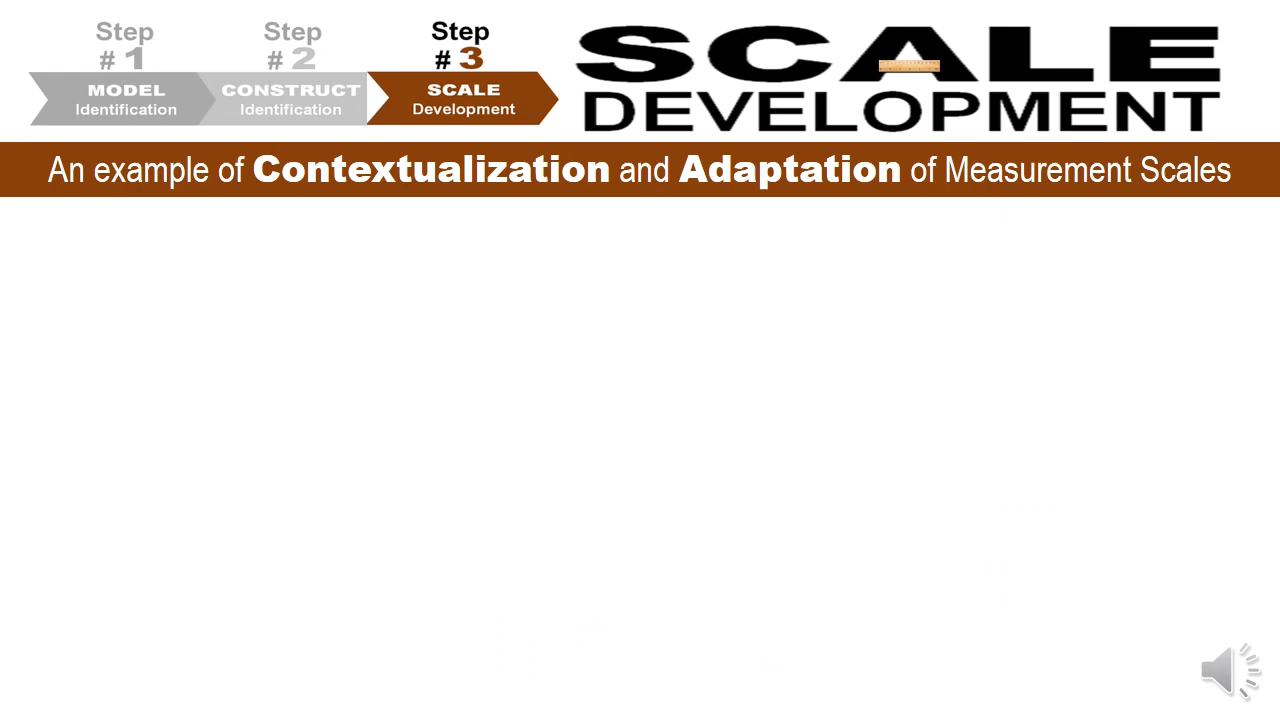 Step
# 1
MODEL
Identification
Step
# 2
CONSTRUCT
Identification
Step
# 3
SCALE
Development
SCALE
DEVELOPMENT
An example of Contextualization and Adaptation of Measurement Scales